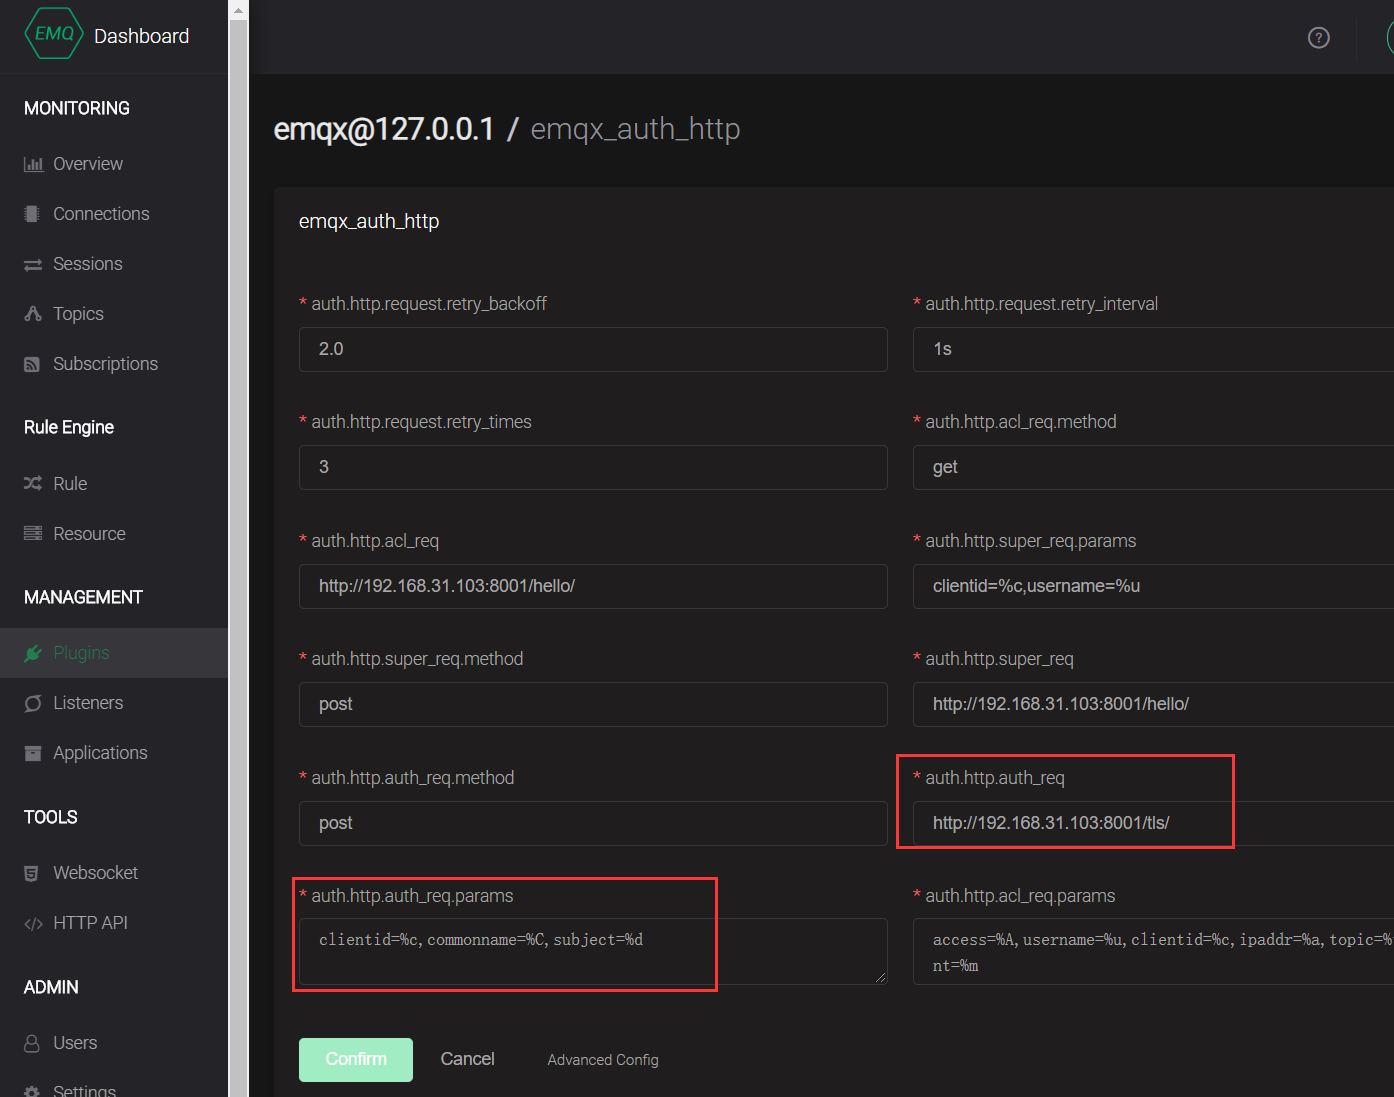 EMQ Dashboard
MONITORING
Overview
Connections
Sessions
Topics
Subscriptions
Rule Engine
Rule
Resource
MANAGEMENT
Plugins
Listeners
Applications
TOOLS
Websocket
HTTP API
ADMIN
Users
Settings
?
emqx@127.0.0.1 / emqx_auth_http
emqx_auth_http
* auth.http.request.retry_backoff
2.0
* auth.http.request.retry_interval
1s
* auth.http.request.retry_times
3
* auth.http.acl_req.method
get
* auth.http.acl_req
http://192.168.31.103:8001/hello/
* auth.http.super_req.params
clientid=%c,username=%u
* auth.http.super_req.method
post
* auth.http.super_req
http://192.168.31.103:8001/hello/
* auth.http.auth_req.method
post
* auth.http.auth_req
http://192.168.31.103:8001/tls/
* auth.http.auth_req.params
clientid=%c,commonname=%C,subject=%d
* auth.http.acl_req.params
access=%A,username=%u,clientid=%c,ipaddr=%a,topic=%
nt=%m
Confirm
Cancel
Advanced Config